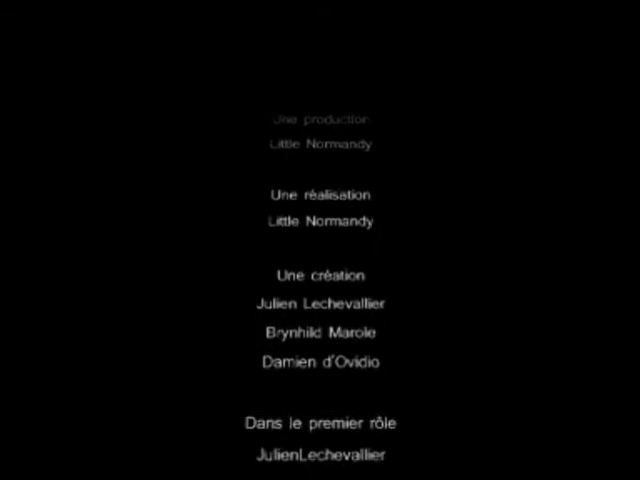 Une production
Little Normandy
Une réalisation
Little Normandy
Une création
Julien Lechevallier
Brynhild Marole
Damien d'Ovidio
Dans le premier rôle
JulienLechevallier